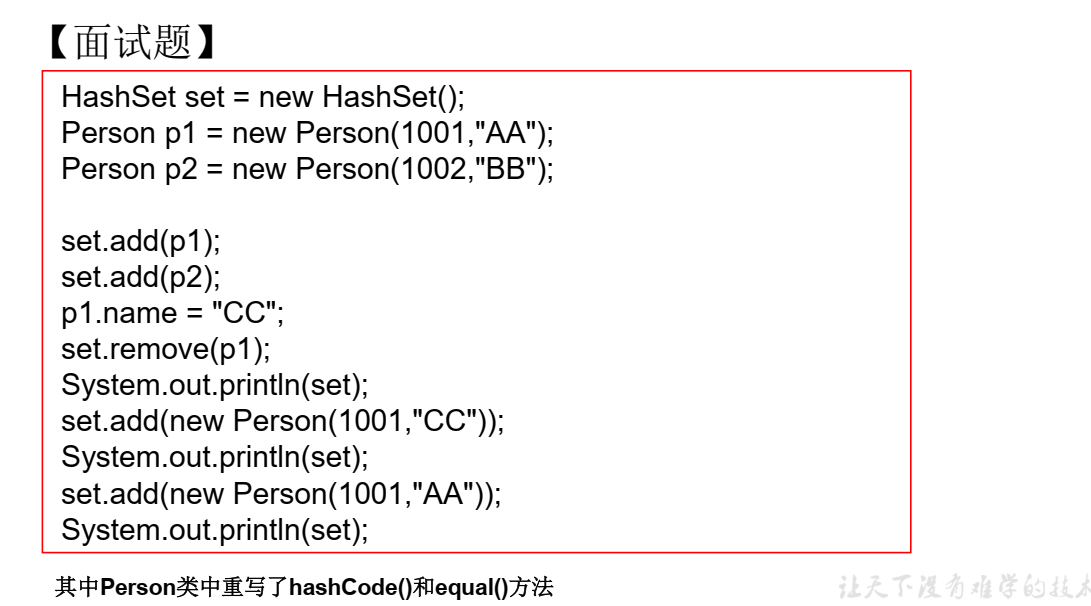 【面试题】
HashSet set = new HashSet();
Person p1 = new Person(1001,"AA");
Person p2 = new Person(1002,"BB");
set.add(p1);
set.add(p2);
p1.name = "CC";
set.remove(p1);
System.out.println(set);
set.add(new Person(1001,"CC"));
System.out.println(set);
set.add(new Person(1001,"AA"));
System.out.println(set);
其中Person类中重写了hashCode()和equal()方法
让天下没有难学的技术